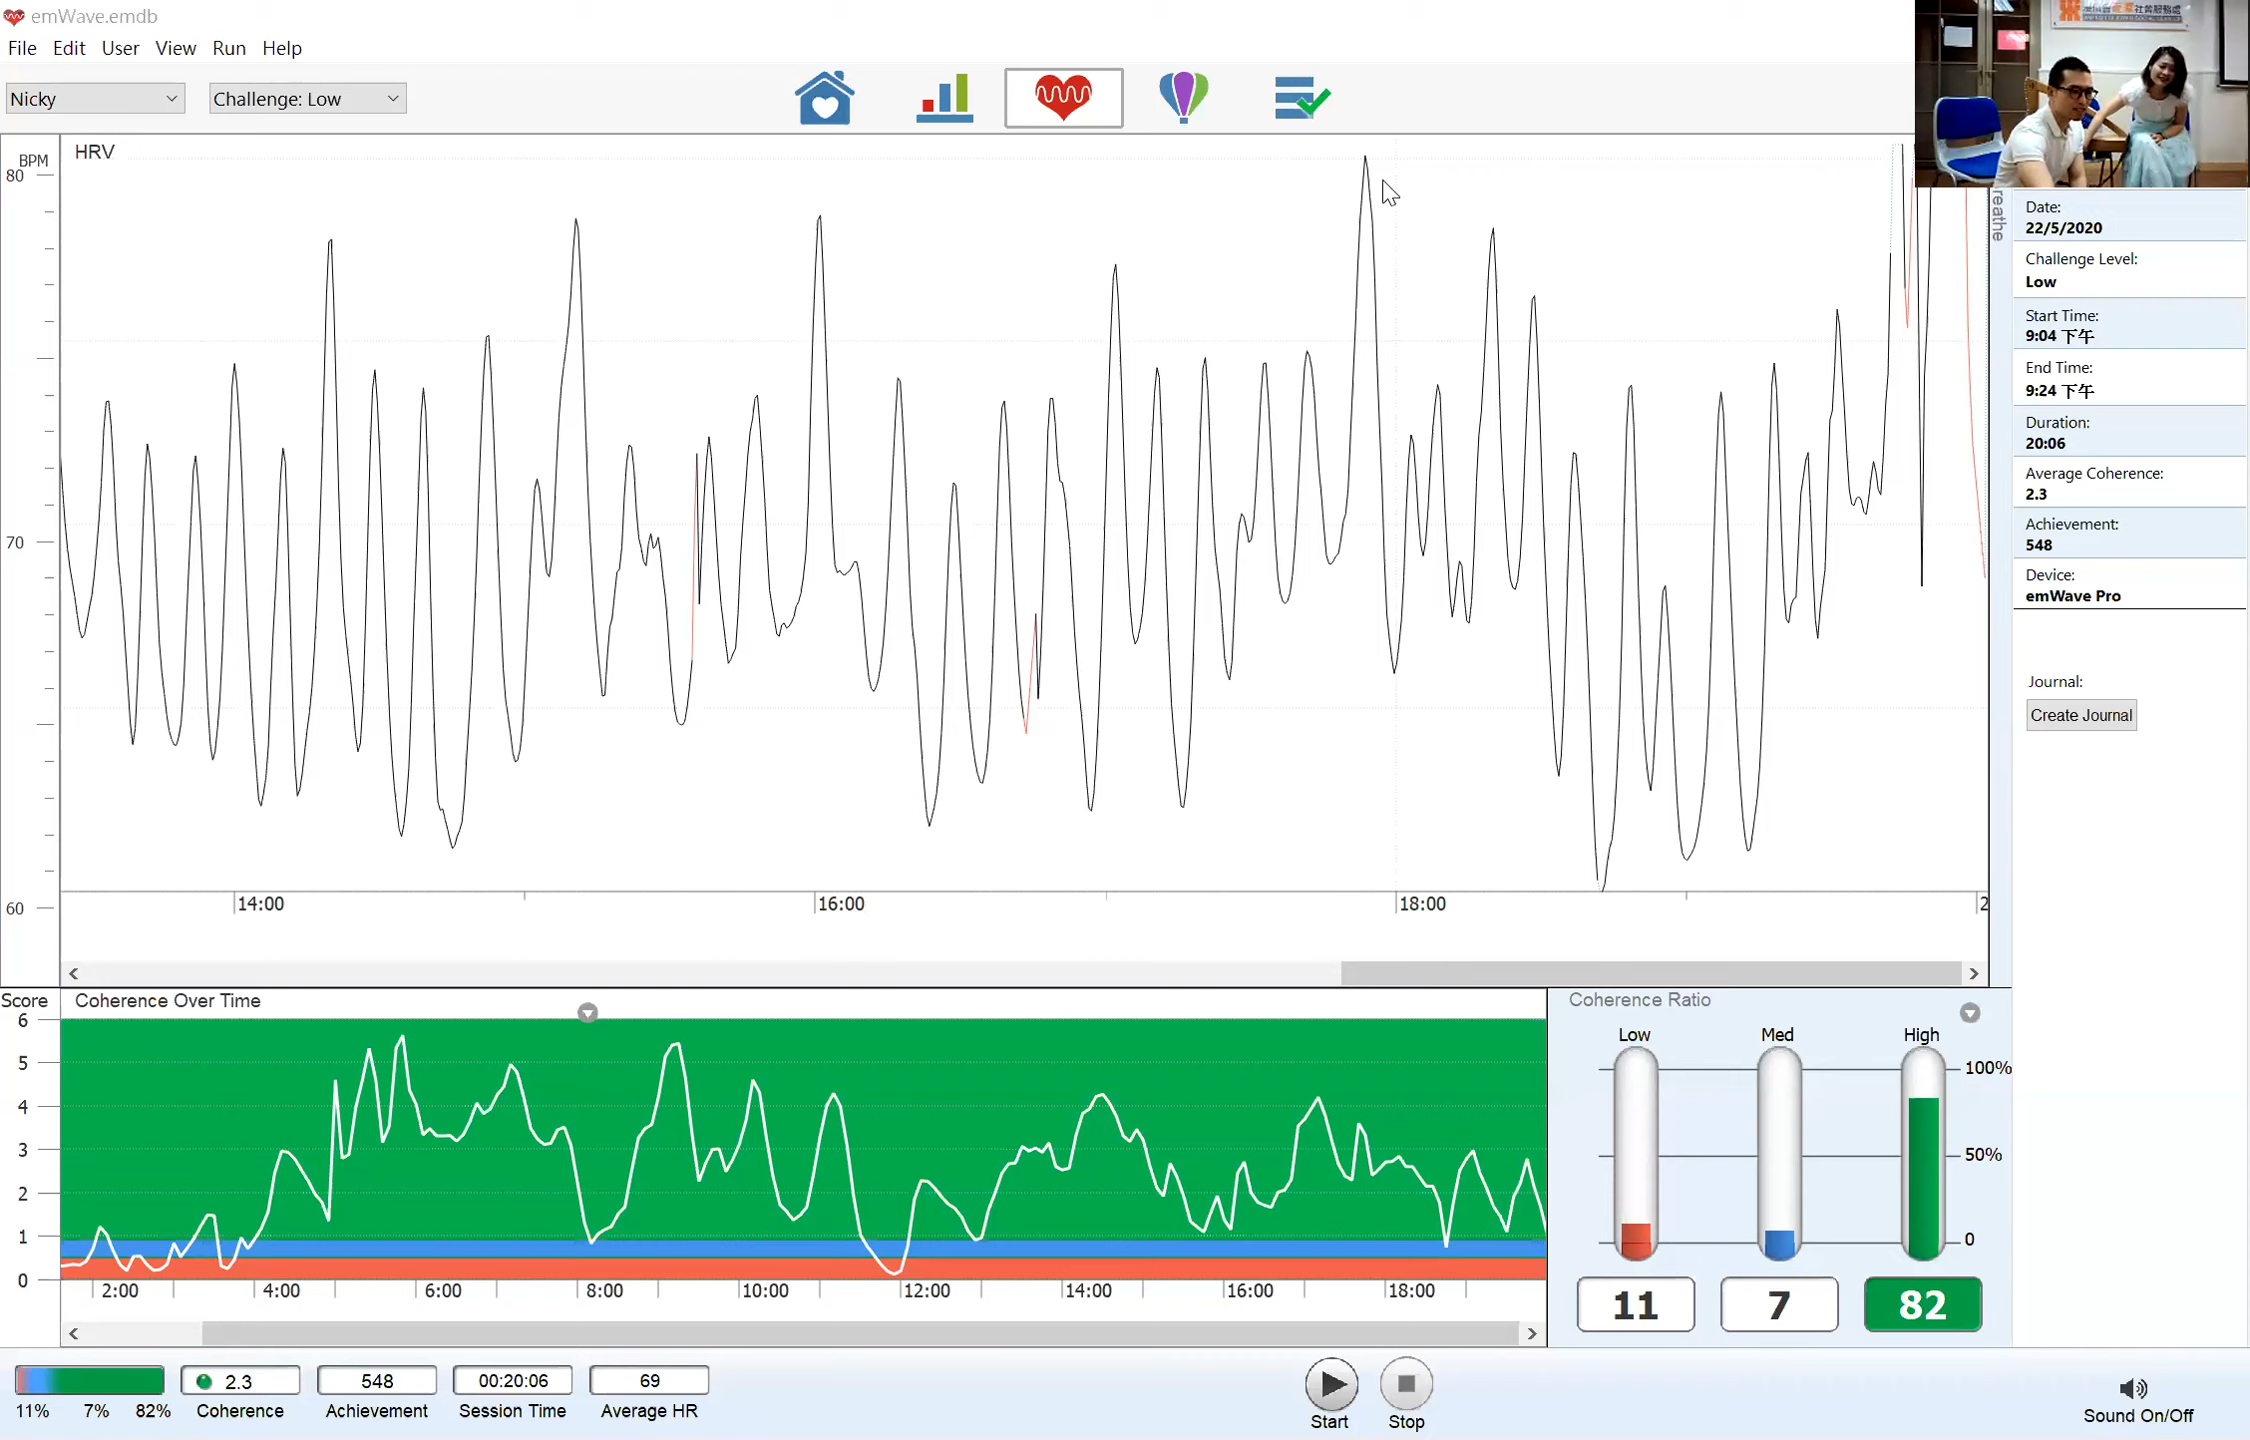 emWave.emdb
File Edit User View Run Help
Nicky
Challenge: Low
HRV
BPM
80
70
60
14:00 16:00 18:00 2
reathe
Date:
22/5/2020
Challenge Level:
Low
Start Time:
9:04 下午
End Time:
9:24 下午
Duration:
20:06
Average Coherence:
2.3
Achievement:
548
Device:
emWave Pro
Journal:
Create Journal
Score
Coherence Over Time
6
5
4
3
2
1
0
2:00 4:00 6:00 8:00 10:00 12:00 14:00 16:00 18:00
Coherence Ratio
Low Med High
100%
50%
0
11 7 82
11% 7% 82%
2.3
Coherence
548
Achievement
00:20:06
Session Time
69
Average HR
Start
Stop
Sound On/Off